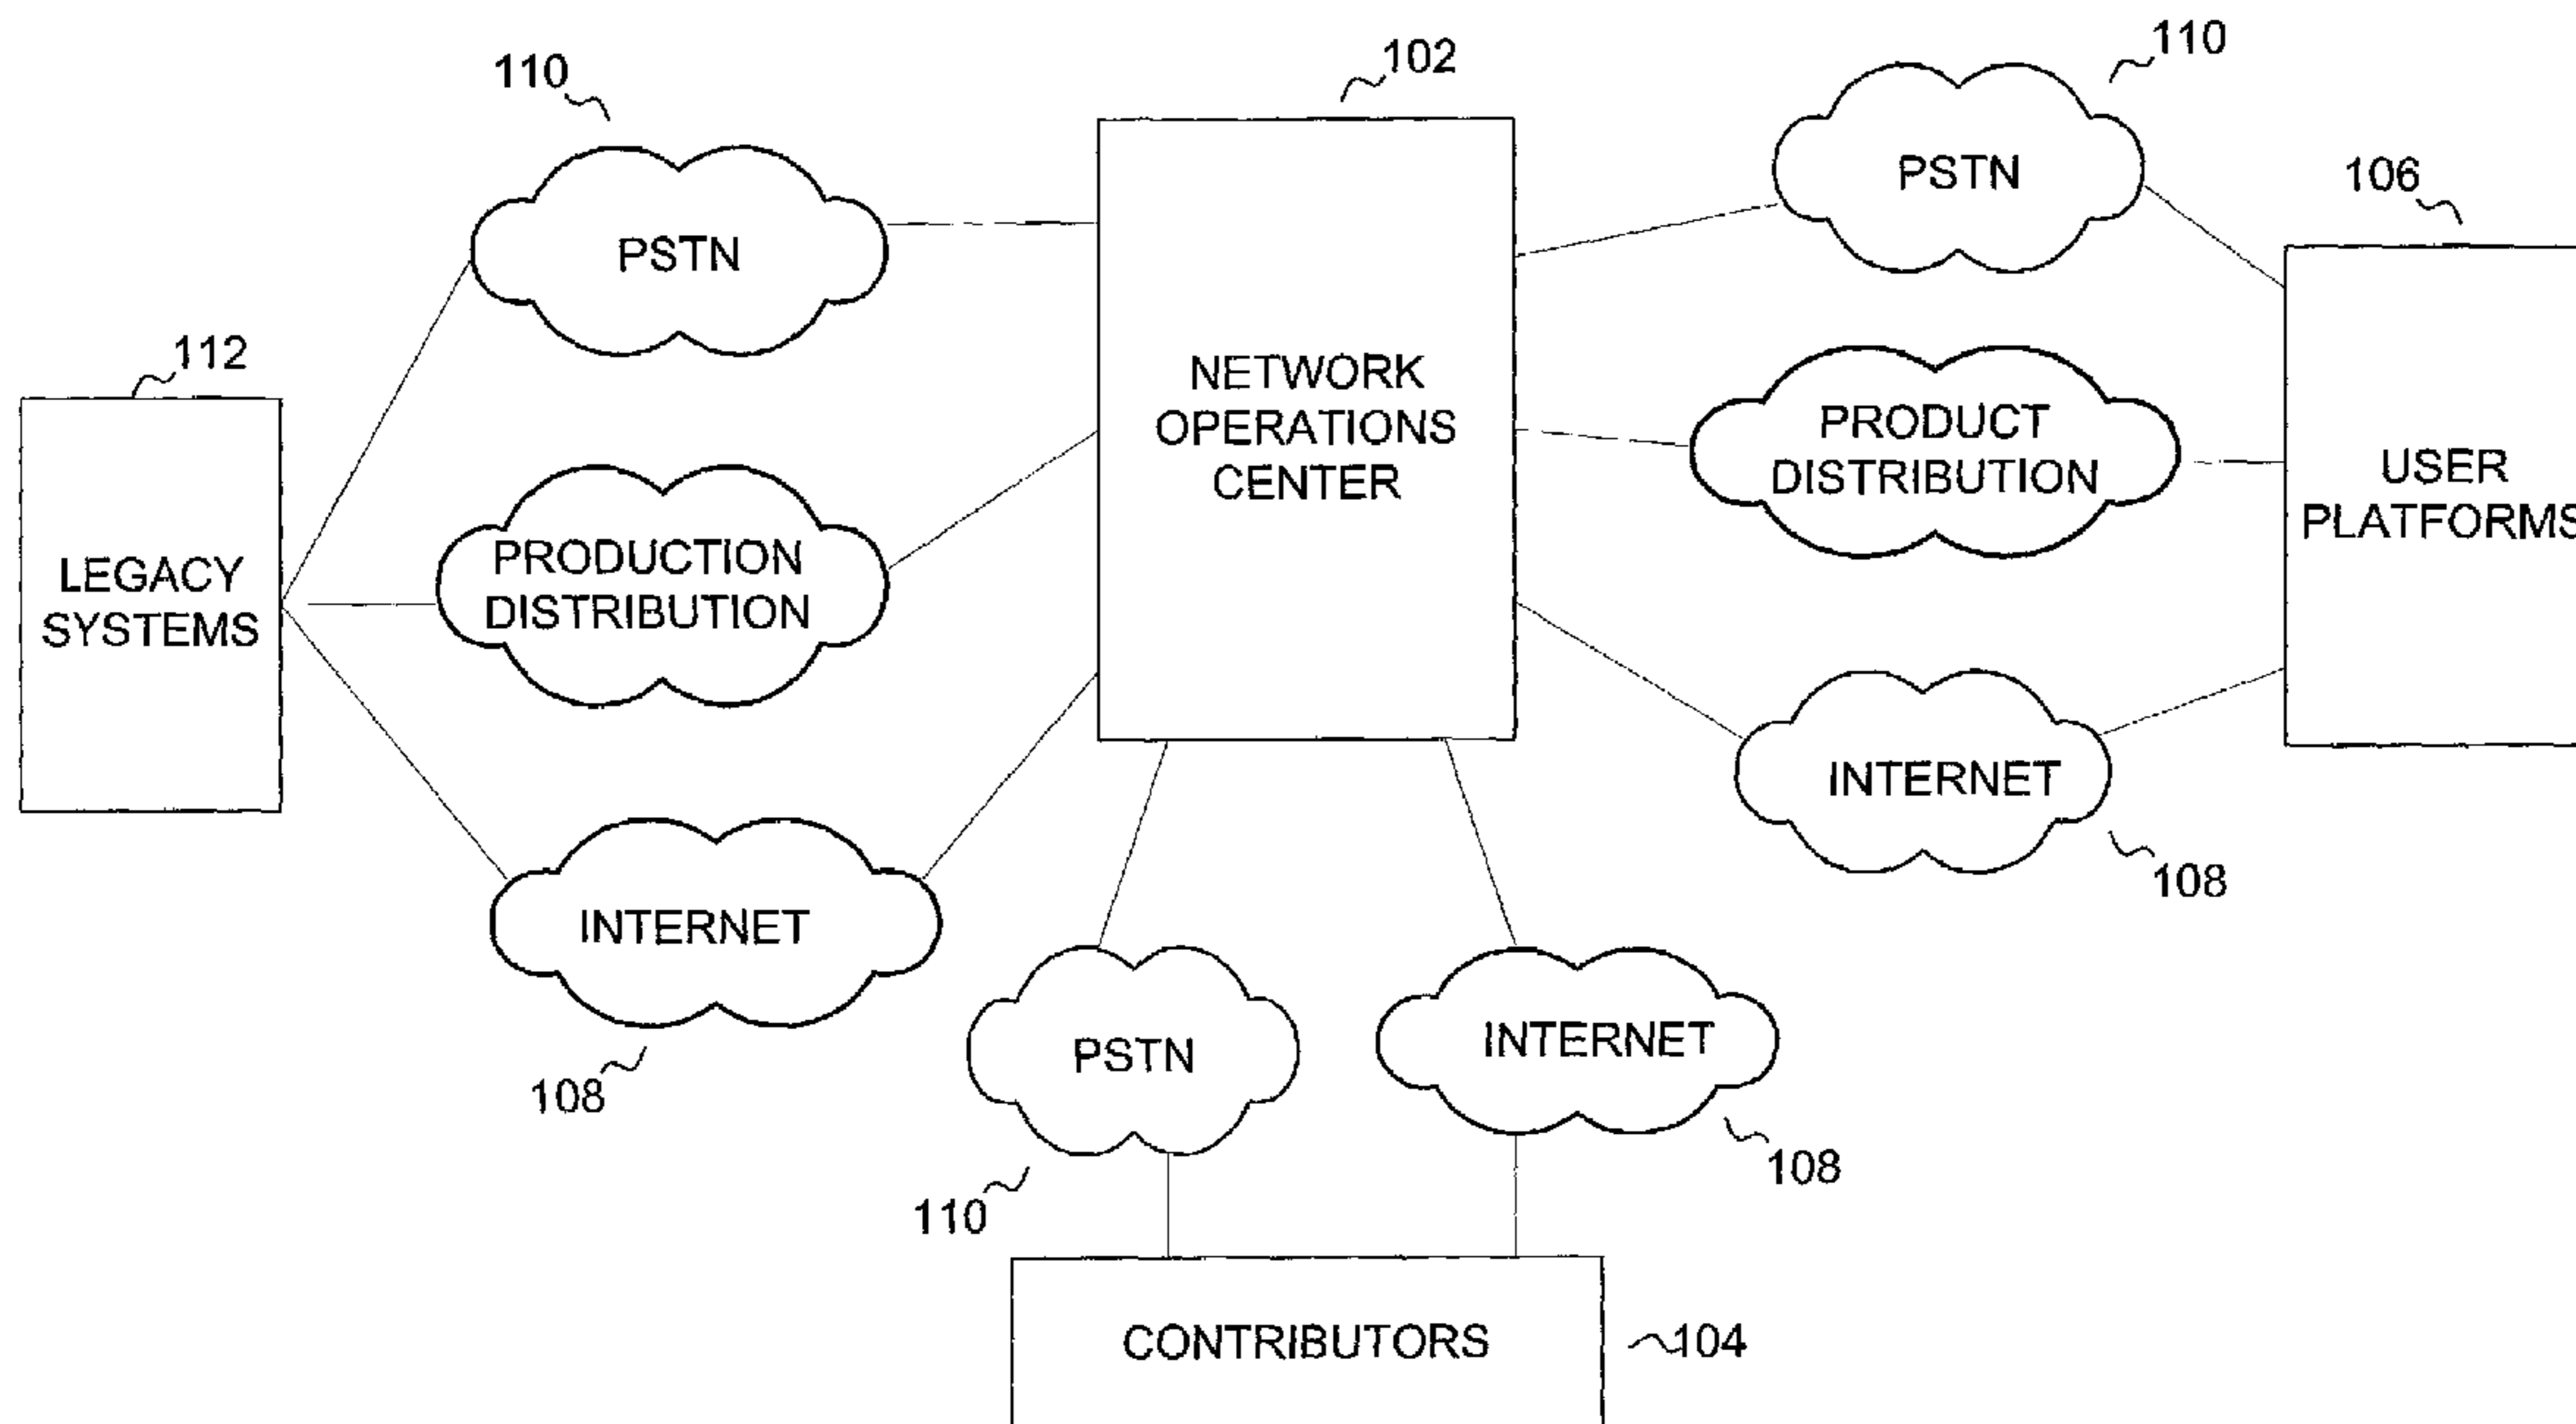 110
102
110
PSTN
106
PSTN
112
NETWORK
OPERATIONS
CENTER
PRODUCT
DISTRIBUTION
USER
PLATFORMS
LEGACY
SYSTEMS
PRODUCTION
DISTRIBUTION
INTERNET
108
INTERNET
INTERNET
PSTN
108
108
110
CONTRIBUTORS
104